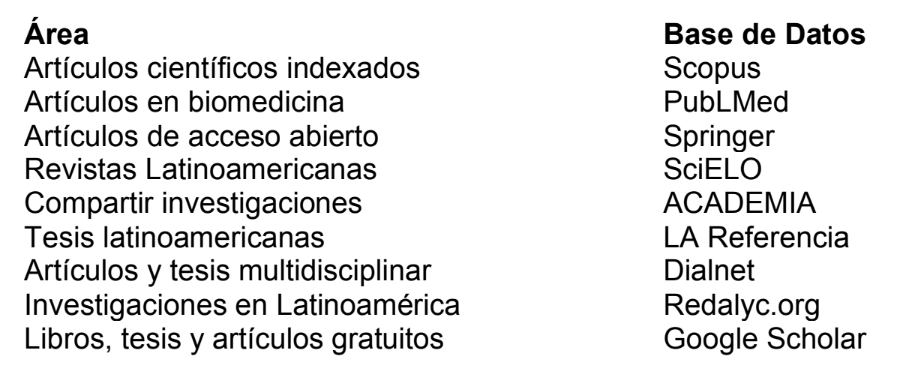 Área Base de Datos
Artículos científicos indexados Scopus
Artículos en biomedicina PubLMed
Artículos de acceso abierto Springer
Revistas Latinoamericanas SciELO
Compartir investigaciones ACADEMIA
Tesis latinoamericanas LA Referencia
Artículos y tesis multidisciplinar Dialnet
Investigaciones en Latinoamérica Redalyc.org
Libros, tesis y artículos gratuitos Google Scholar